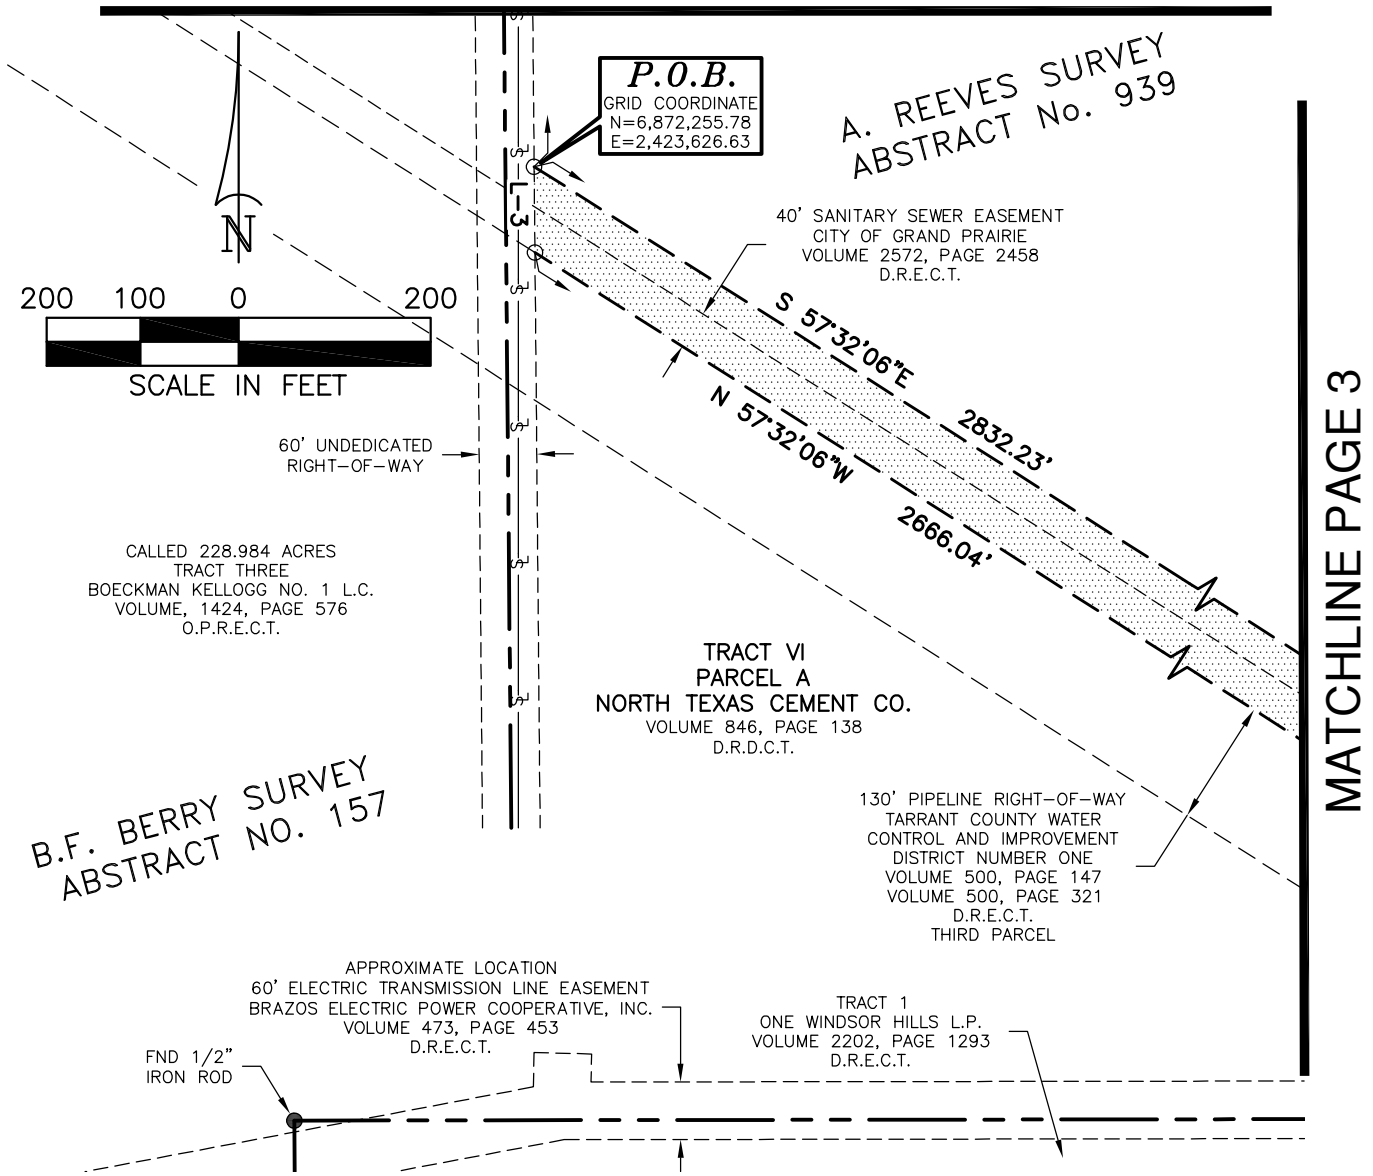 P.O.B.
GRID COORDINATE
N=6,872,255.78
E=2,423,626.63
A. REEVES SURVEY
ABSTRACT No. 939
N
200 100 0 200
SCALE IN FEET
L-3
S
S
S
S
S
S
40' SANITARY SEWER EASEMENT
CITY OF GRAND PRAIRIE
VOLUME 2572, PAGE 2458
D.R.E.C.T.
S 57°32'06"E 2832.23'
N 57°32'06"W 2666.04'
60' UNDEDICATED
RIGHT-OF-WAY
CALLED 228.984 ACRES
TRACT THREE
BOECKMAN KELLOGG NO. 1 L.C.
VOLUME, 1424, PAGE 576
O.P.R.E.C.T.
TRACT VI
PARCEL A
NORTH TEXAS CEMENT CO.
VOLUME 846, PAGE 138
D.R.D.C.T.
MATCHLINE PAGE 3
B.F. BERRY SURVEY
ABSTRACT NO. 157
130' PIPELINE RIGHT-OF-WAY
TARRANT COUNTY WATER
CONTROL AND IMPROVEMENT
DISTRICT NUMBER ONE
VOLUME 500, PAGE 147
VOLUME 500, PAGE 321
D.R.E.C.T.
THIRD PARCEL
APPROXIMATE LOCATION
60' ELECTRIC TRANSMISSION LINE EASEMENT
BRAZOS ELECTRIC POWER COOPERATIVE, INC.
VOLUME 473, PAGE 453
D.R.E.C.T.
TRACT 1
ONE WINDSOR HILLS L.P.
VOLUME 2202, PAGE 1293
D.R.E.C.T.
FND 1/2"
IRON ROD